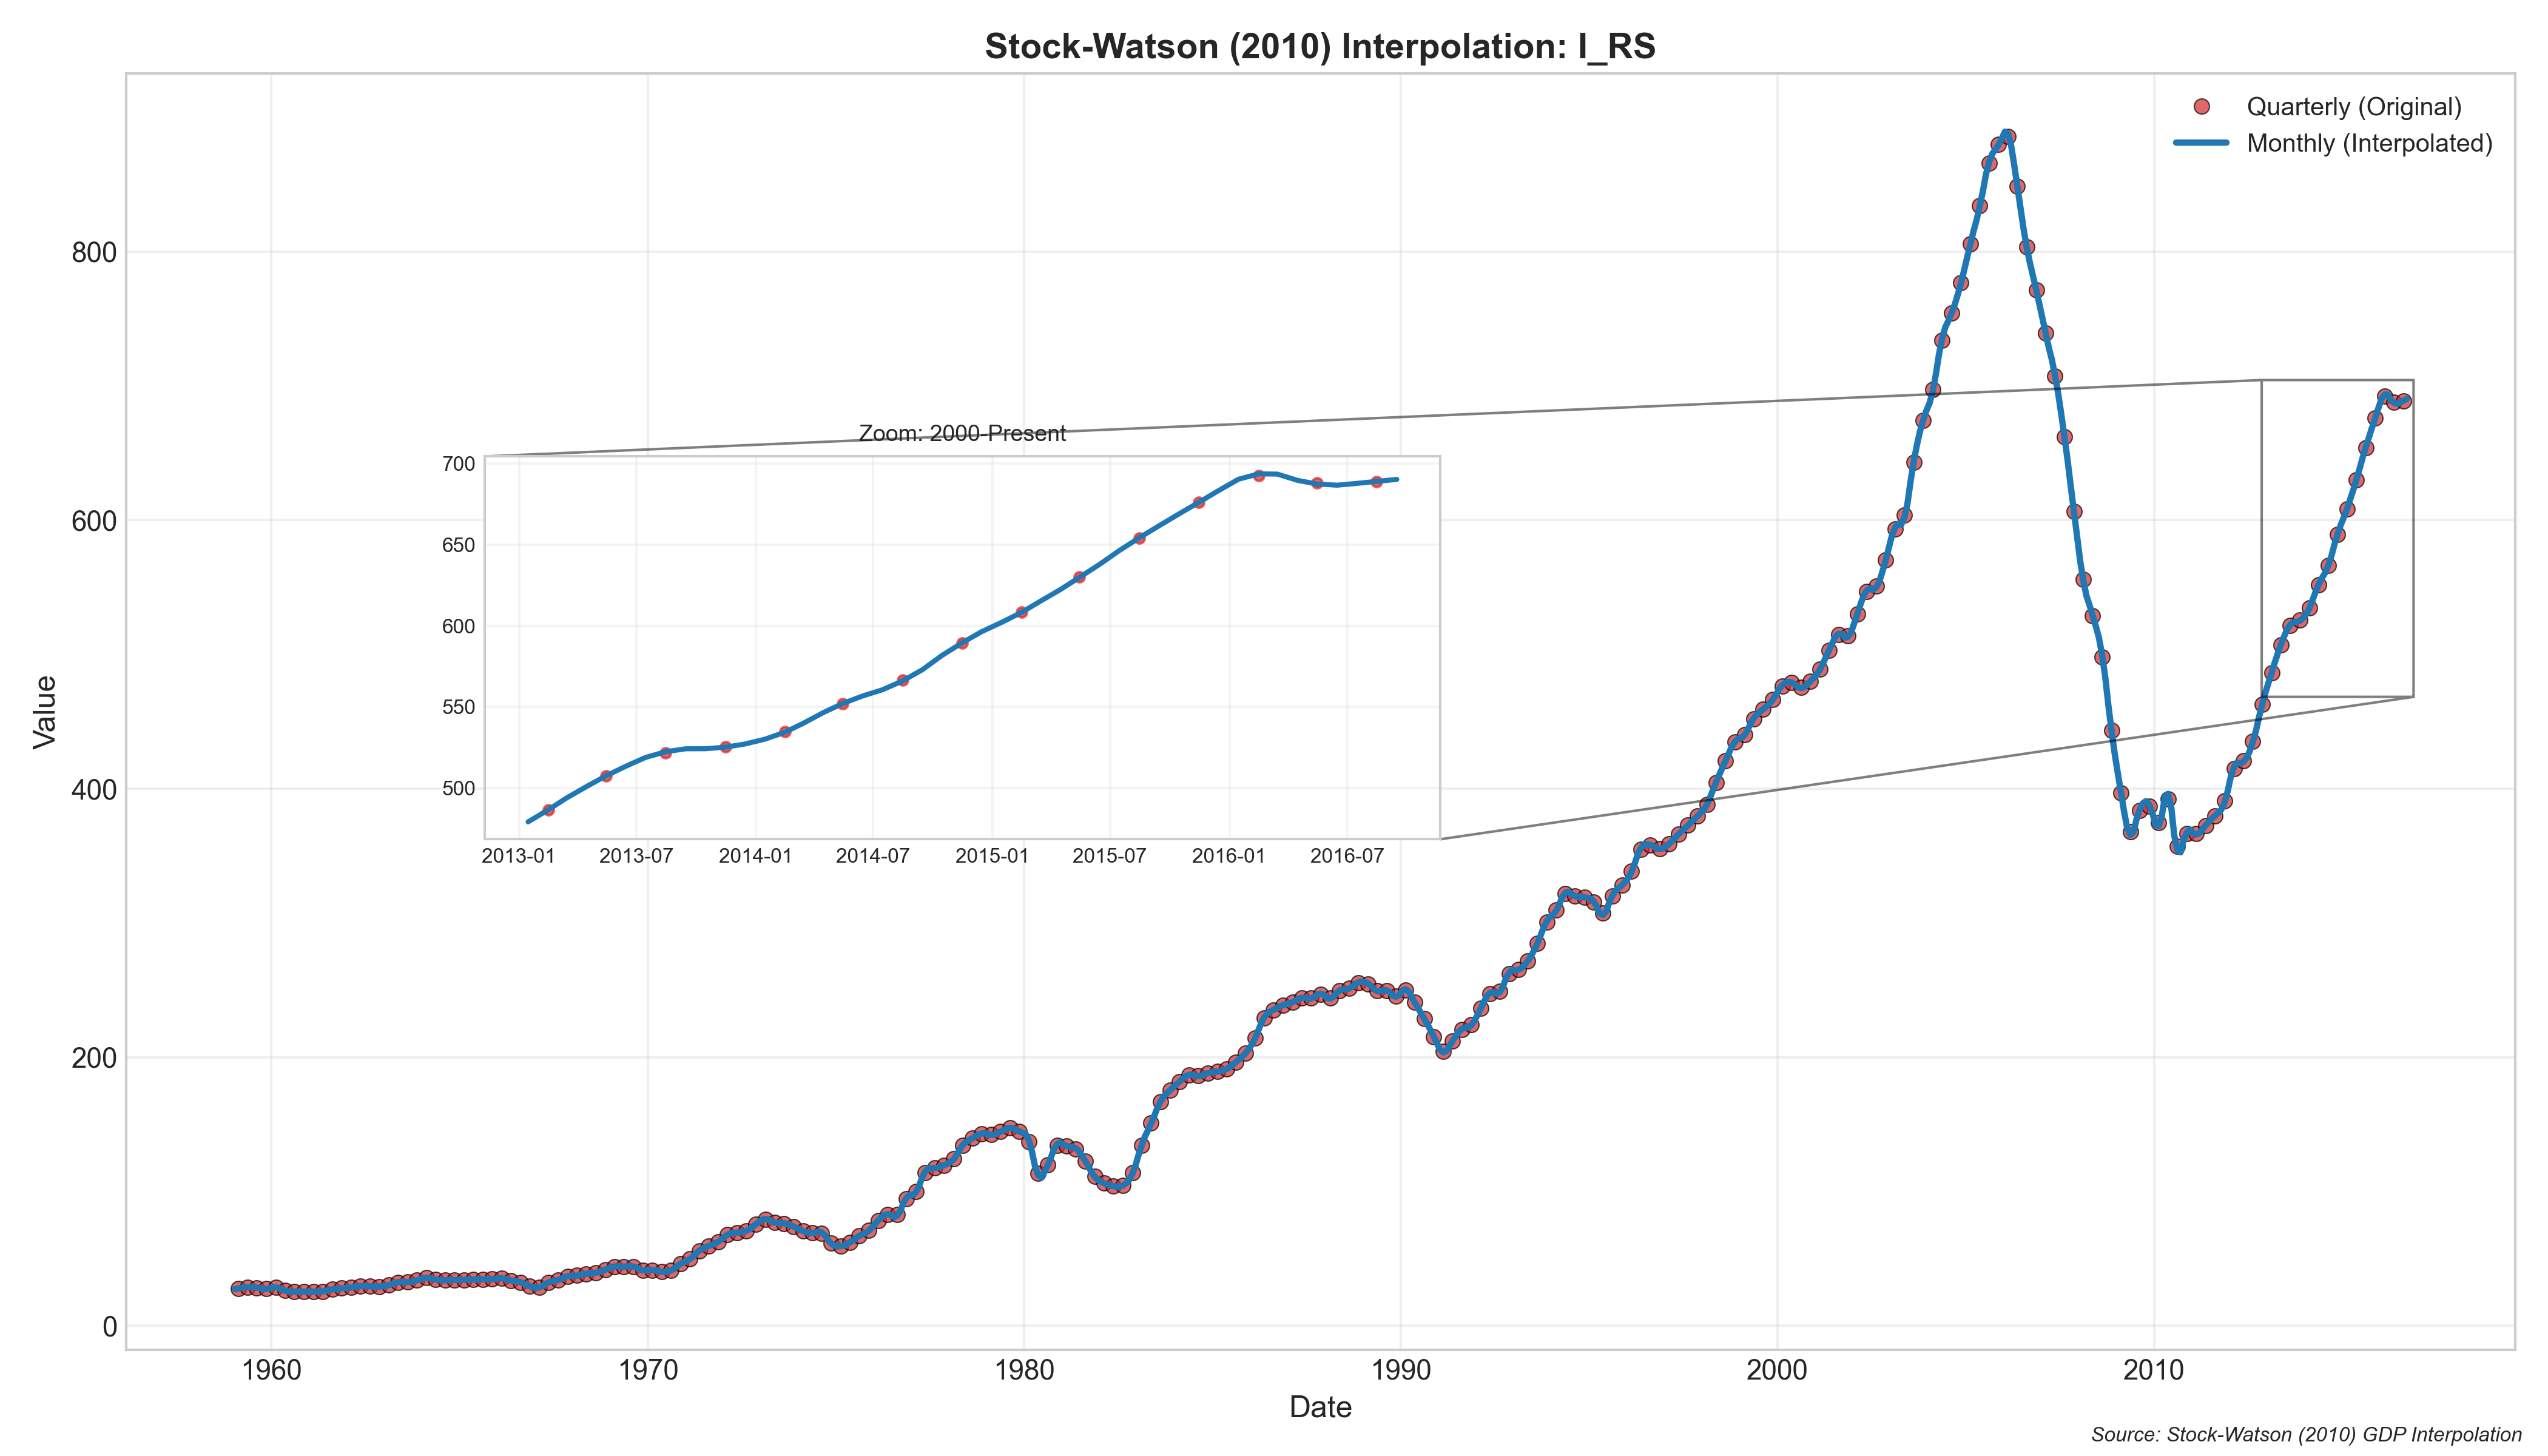 Stock-Watson (2010) Interpolation: I_RS
Quarterly (Original)
Monthly (Interpolated)
800
600
400
200
0
Value
Zoom: 2000-Present
700
650
600
550
500
2013-01 2013-07 2014-01 2014-07 2015-01 2015-07 2016-01 2016-07
1960 1970 1980 1990 2000 2010
Date
Source: Stock-Watson (2010) GDP Interpolation